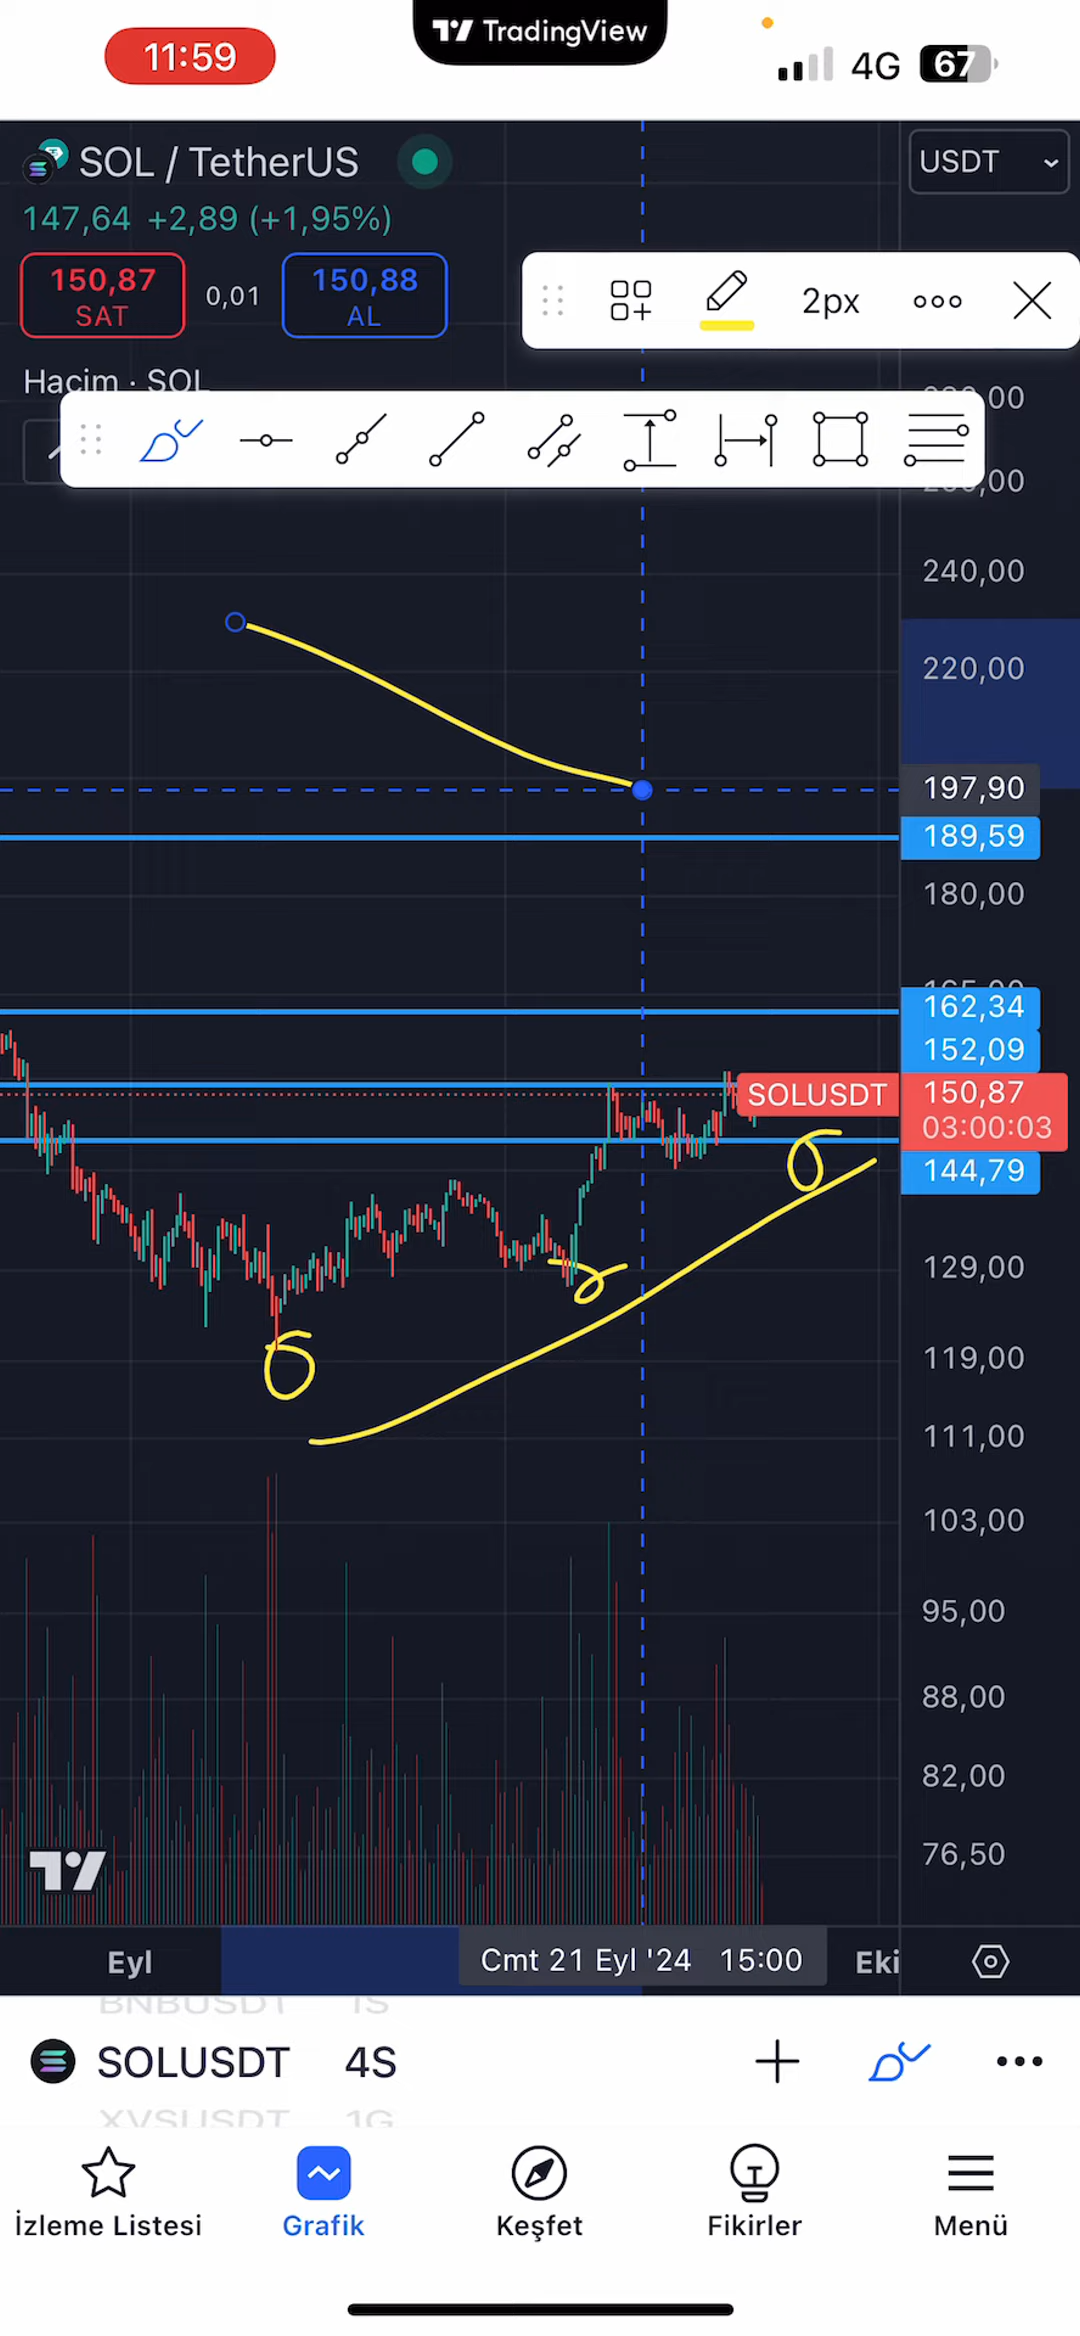 11:59
TradingView
4G
67
SOL / TetherUS
USDT
147,64 +2,89 (+1,95%)
150,87
SAT
0,01
150,88
AL
2px
Hacim · SOL
240,00
220,00
197,90
189,59
180,00
162,34
152,09
SOLUSDT
150,87
03:00:03
144,79
129,00
119,00
111,00
103,00
95,00
88,00
82,00
76,50
Eyl
Cmt 21 Eyl '24 15:00
Eki
BNBUSDT 1S
SOLUSDT 4S
XVSUSDT 1G
İzleme Listesi
Grafik
Keşfet
Fikirler
Menü